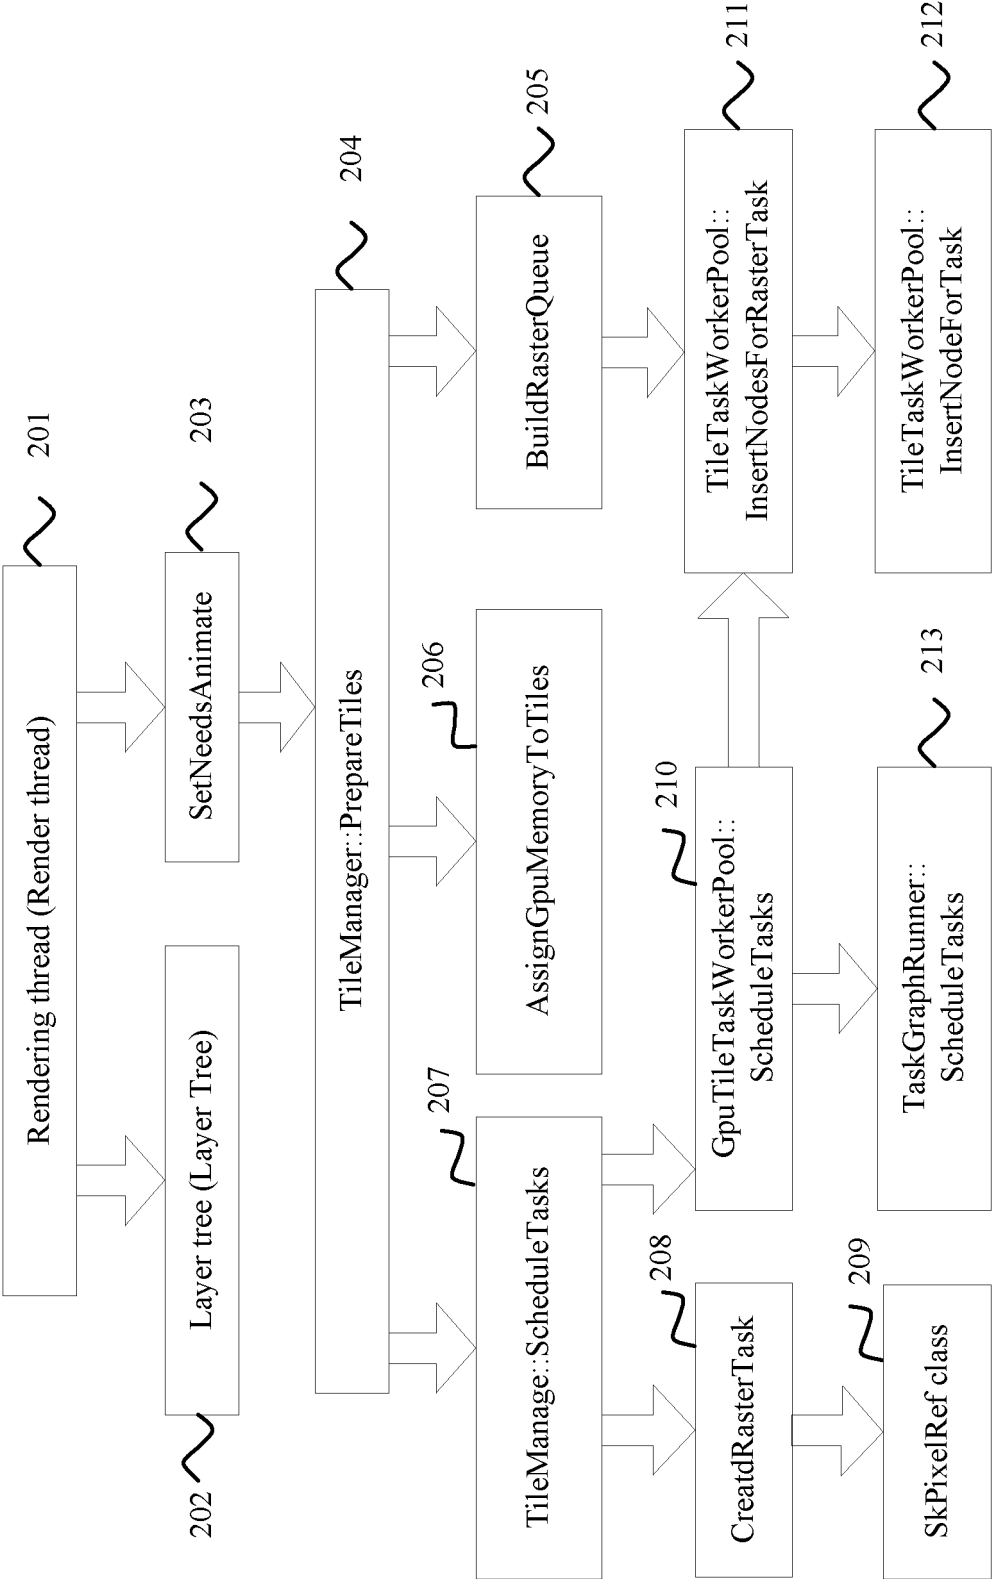 Rendering thread (Render thread)
201
Layer tree (Layer Tree)
202
SetNeedsAnimate
203
TileManager::PrepareTiles
204
TileManage::ScheduleTasks
207
AssignGpuMemoryToTiles
206
BuildRasterQueue
205
CreatdRasterTask
208
GpuTileTaskWorkerPool::
ScheduleTasks
210
TileTaskWorkerPool::
InsertNodesForRasterTask
211
SkPixelRef class
209
TaskGraphRunner::
ScheduleTasks
213
TileTaskWorkerPool::
InsertNodeForTask
212